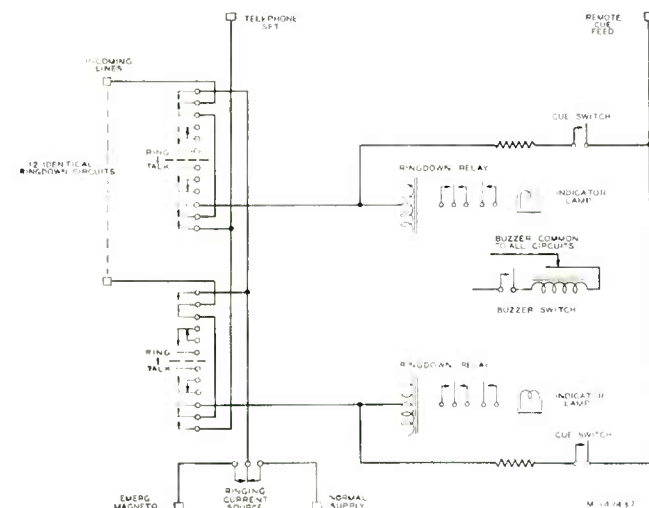 TELEPHONE
SET
REMOTE
CUE
FEED
INCOMING
LINES
CUE SWITCH
RING
TALK
12 IDENTICAL
RINGDOWN CIRCUITS
RINGDOWN RELAY
INDICATOR
LAMP
BUZZER COMMON
TO ALL CIRCUITS
BUZZER SWITCH
RING
TALK
RINGDOWN RELAY
INDICATOR
LAMP
CUE SWITCH
EMERG
MAGNETO
RINGING
CURRENT
SOURCE
NORMAL
SUPPLY